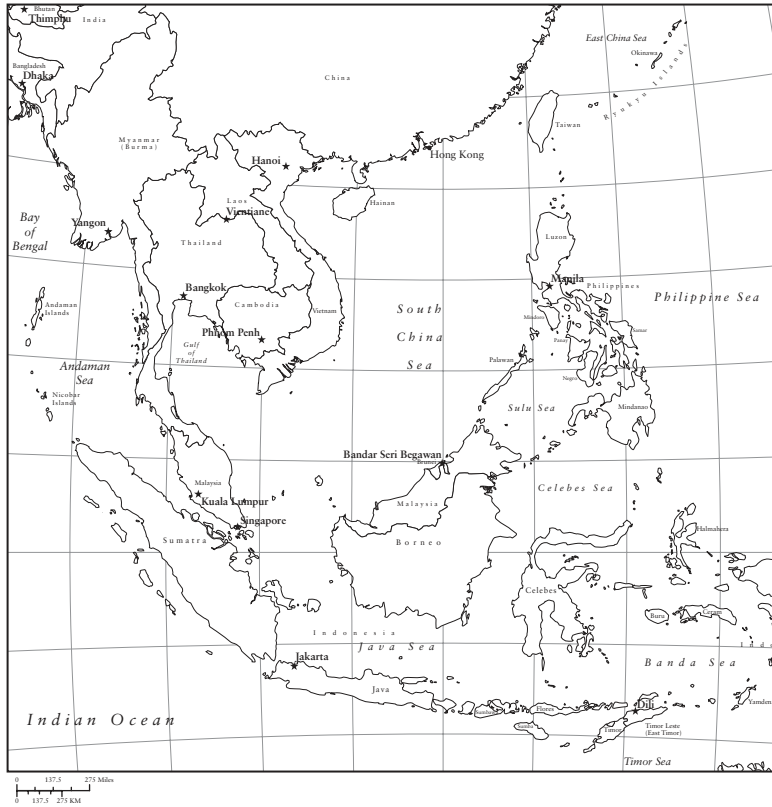 Bhutan
Thimphu
India
East China Sea
Okinawa
Ryukyu Islands
Bangladesh
Dhaka
China
Taiwan
Myanmar
(Burma)
Hanoi
Hong Kong
Laos
Hainan
Bay
of
Bengal
Yangon
Vientiane
Thailand
Luzon
Bangkok
Manila
Philippines
Philippine Sea
Andaman
Islands
Cambodia
Vietnam
South
China
Sea
Mindoro
Phnom Penh
Samar
Gulf
of
Thailand
Panay
Palawan
Andaman
Sea
Negros
Nicobar
Islands
Sulu Sea
Mindanao
Bandar Seri Begawan
Brunei
Malaysia
Celebes Sea
Kuala Lumpur
Malaysia
Singapore
Halmahera
Sumatra
Borneo
Celebes
Buru
Ceram
Indonesia
Java Sea
Indo
Jakarta
Banda Sea
Java
Sumbawa
Flores
Dili
Yamden
Indian Ocean
Sumba
Timor
Timor Leste
(East Timor)
Timor Sea
0 137.5 275 Miles
0 137.5 275 KM